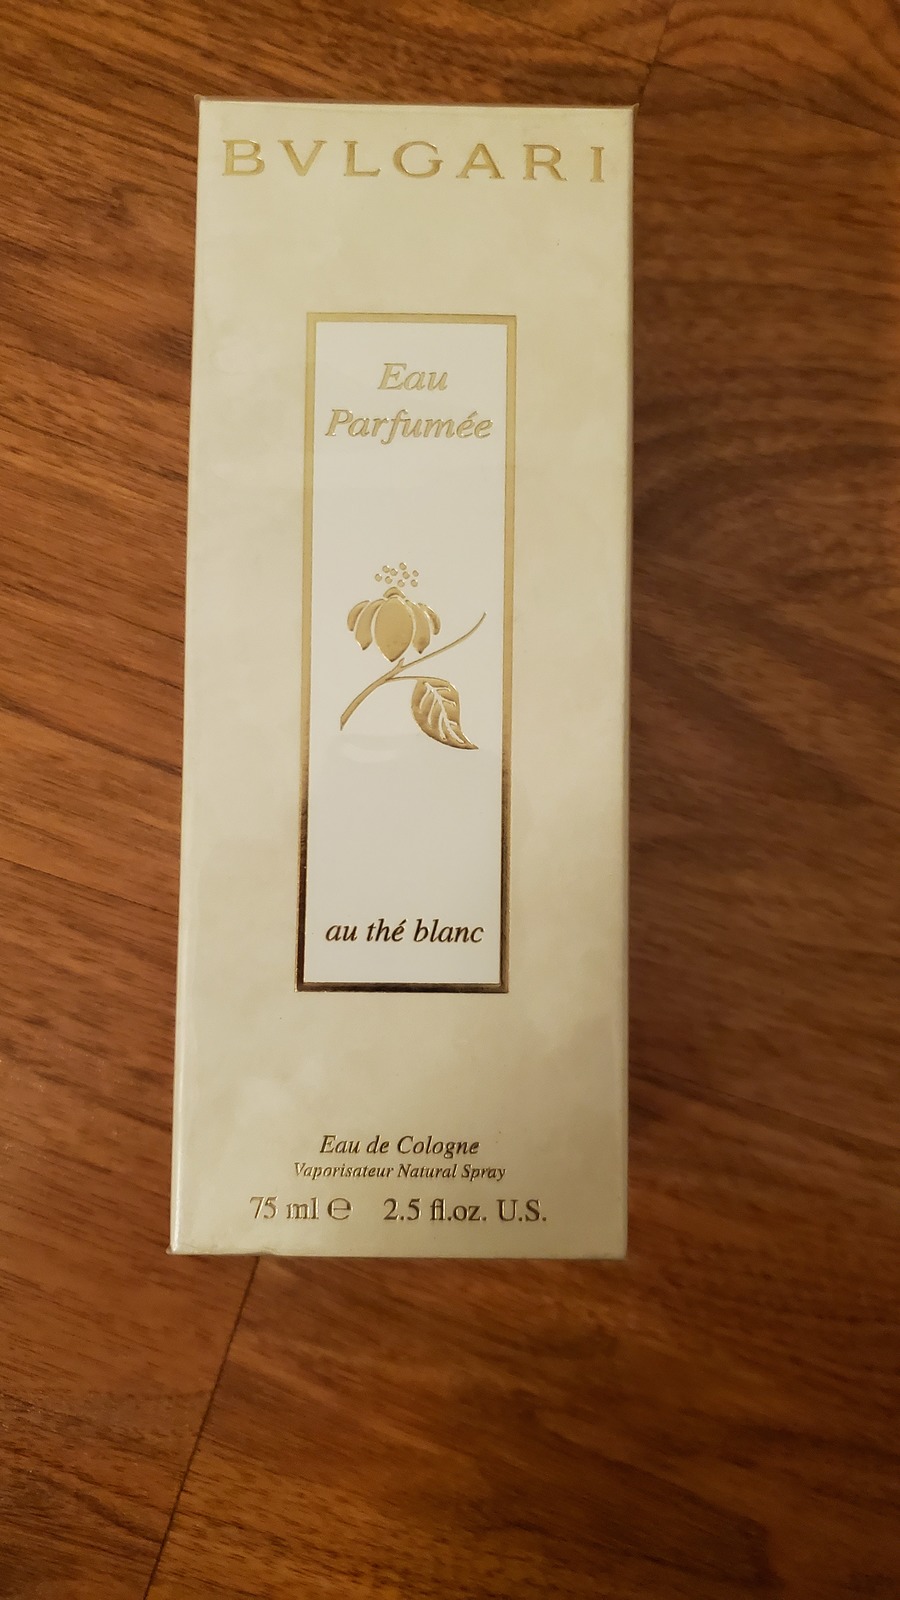 BVLGARI
Eau
Parfumée
au thé blanc
Eau de Cologne
Vaporisateur Natural Spray
75 ml ℮ 2.5 fl.oz. U.S.